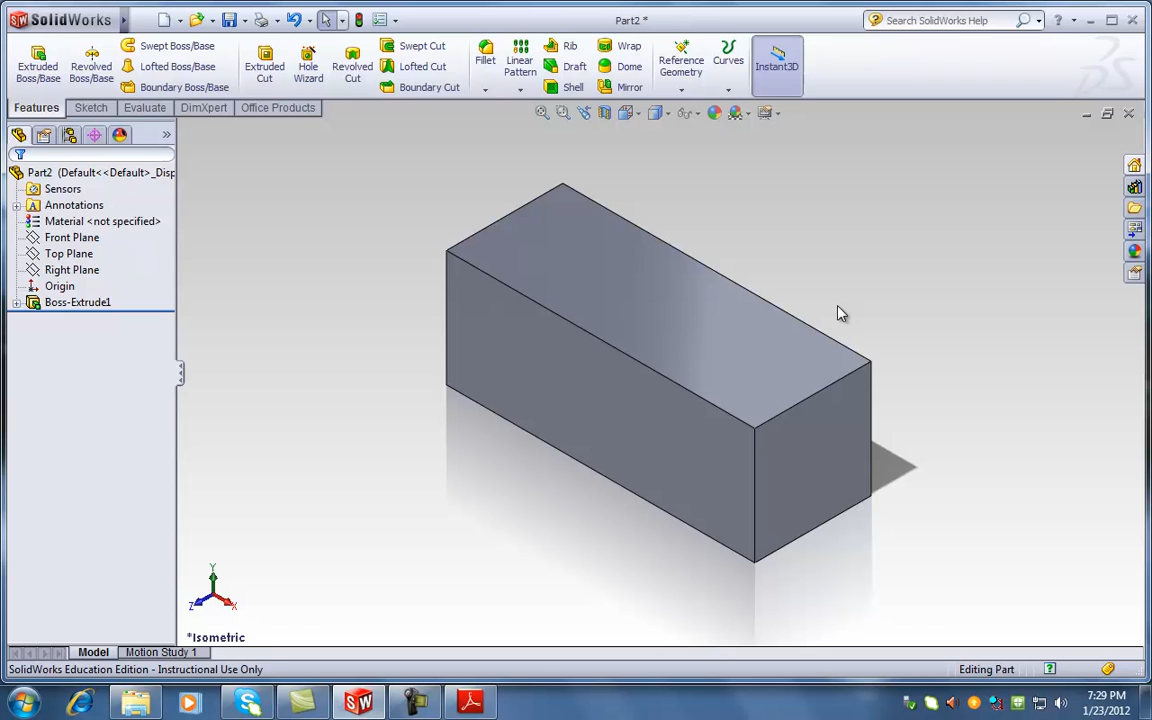 SolidWorks
Part2 *
Search SolidWorks Help
Extruded Boss/Base
Revolved Boss/Base
Swept Boss/Base
Lofted Boss/Base
Boundary Boss/Base
Extruded Cut
Hole Wizard
Revolved Cut
Swept Cut
Lofted Cut
Boundary Cut
Fillet
Linear Pattern
Rib
Draft
Shell
Wrap
Dome
Mirror
Reference Geometry
Curves
Instant3D
Features
Sketch
Evaluate
DimXpert
Office Products
Part2 (Default<<Default>_Disp
Sensors
Annotations
Material <not specified>
Front Plane
Top Plane
Right Plane
Origin
Boss-Extrude1
Y
Z
X
*Isometric
Model
Motion Study 1
SolidWorks Education Edition - Instructional Use Only
Editing Part
7:29 PM
1/23/2012